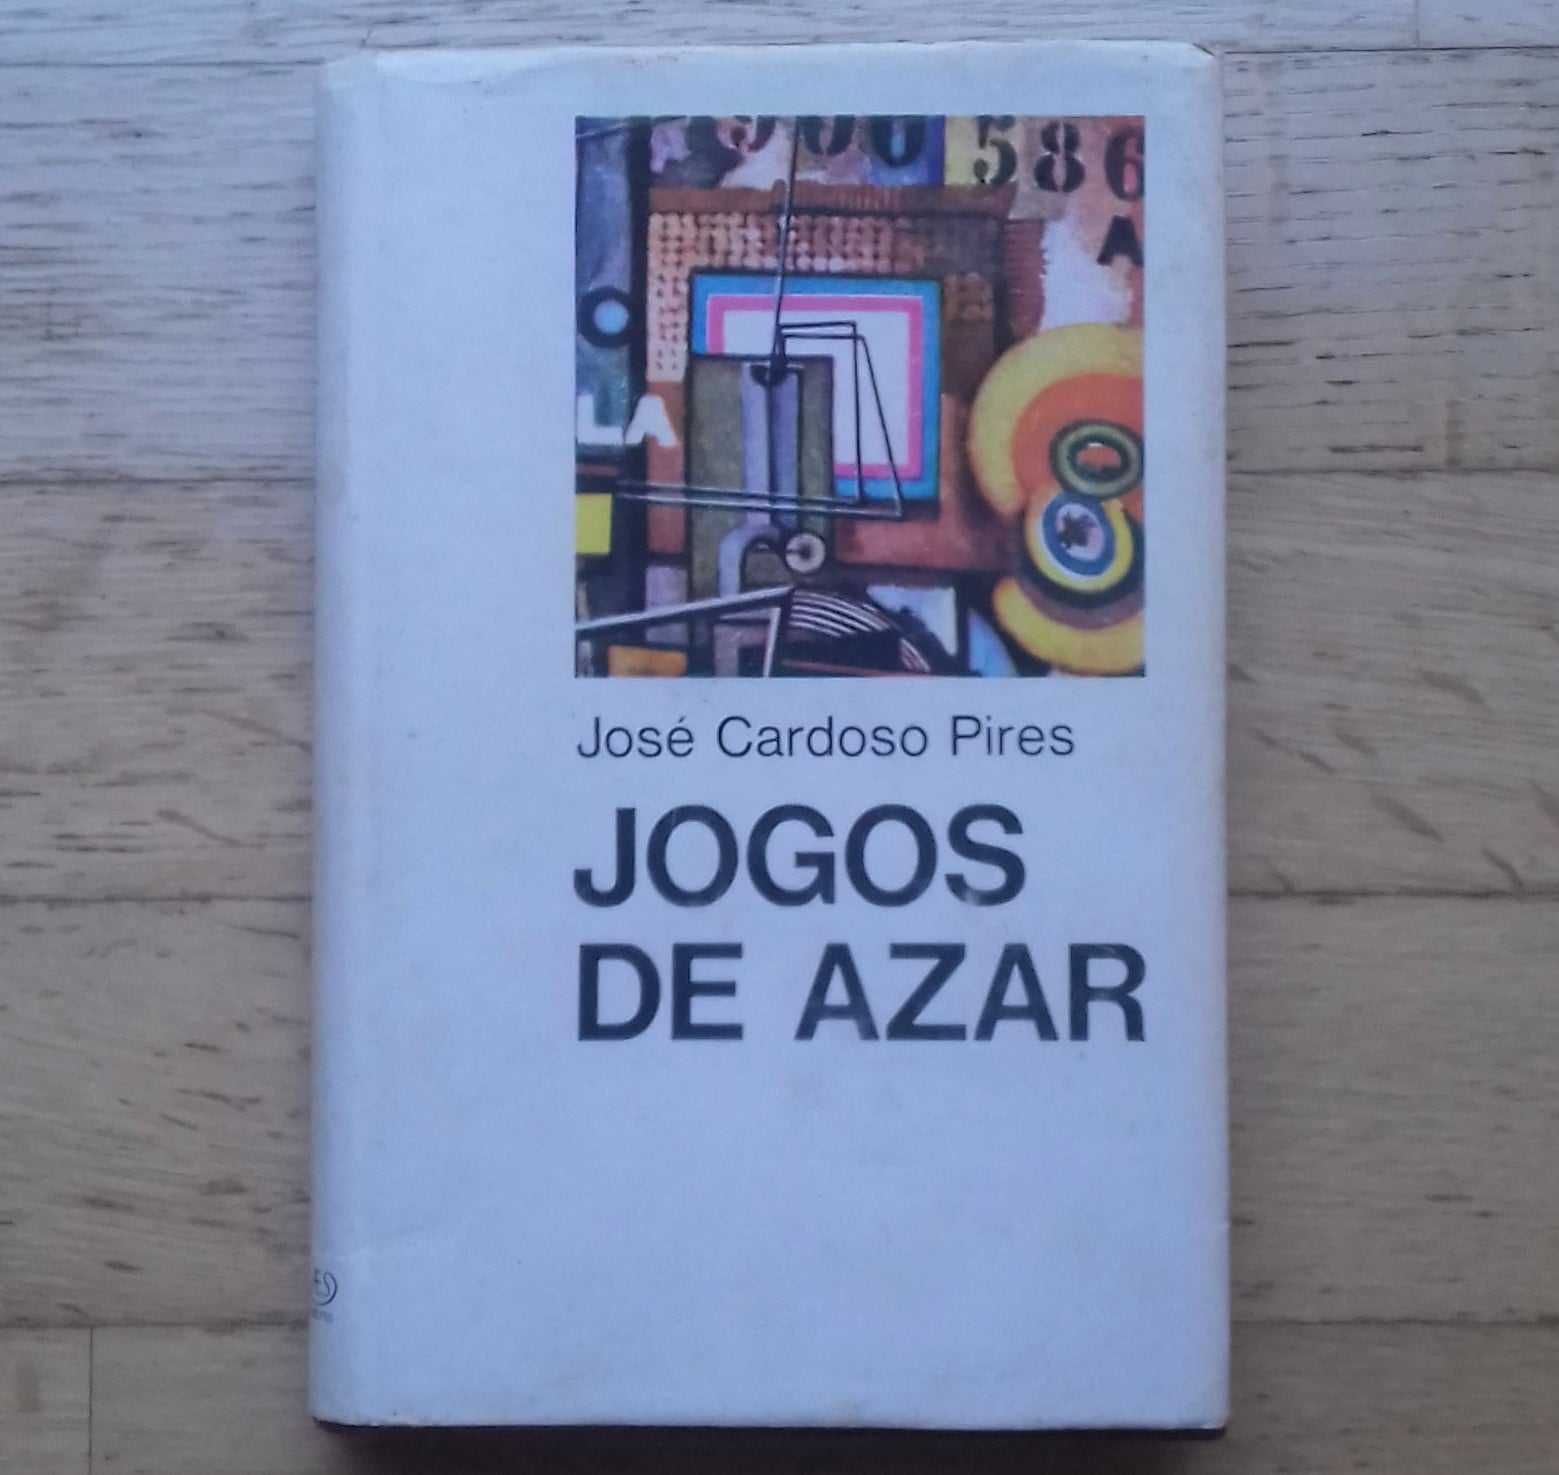 586
A
LA
José Cardoso Pires
JOGOS
DE AZAR